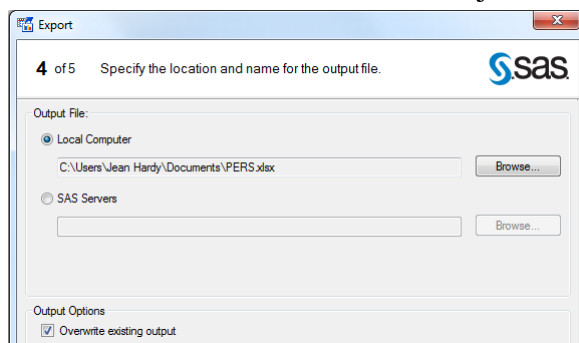 Export
4 of 5 Specify the location and name for the output file.
sas
Output File:
Local Computer
C:\Users\Jean Hardy\Documents\PERS.xlsx
Browse...
SAS Servers
Browse...
Output Options
Overwrite existing output